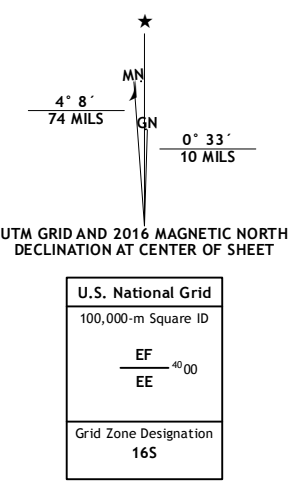 ★
MN
4° 8´
74 MILS
GN
0° 33´
10 MILS
UTM GRID AND 2016 MAGNETIC NORTH
DECLINATION AT CENTER OF SHEET
U.S. National Grid
100,000-m Square ID
EF
4000
EE
Grid Zone Designation
16S